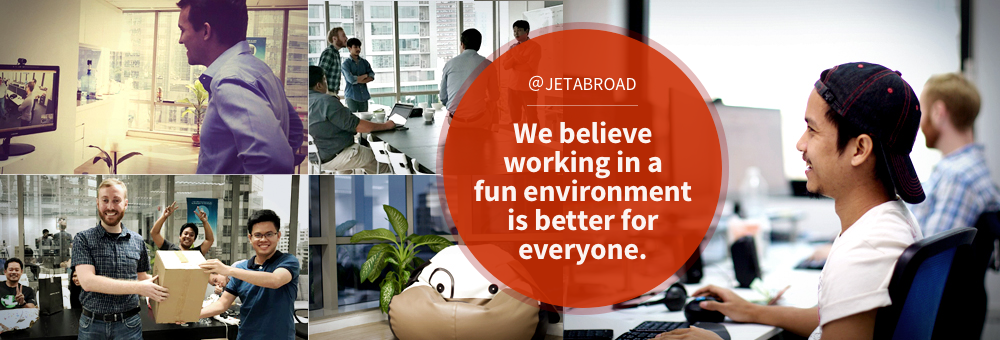 @JETABROAD
We believe
working in a
fun environment
is better for
everyone.